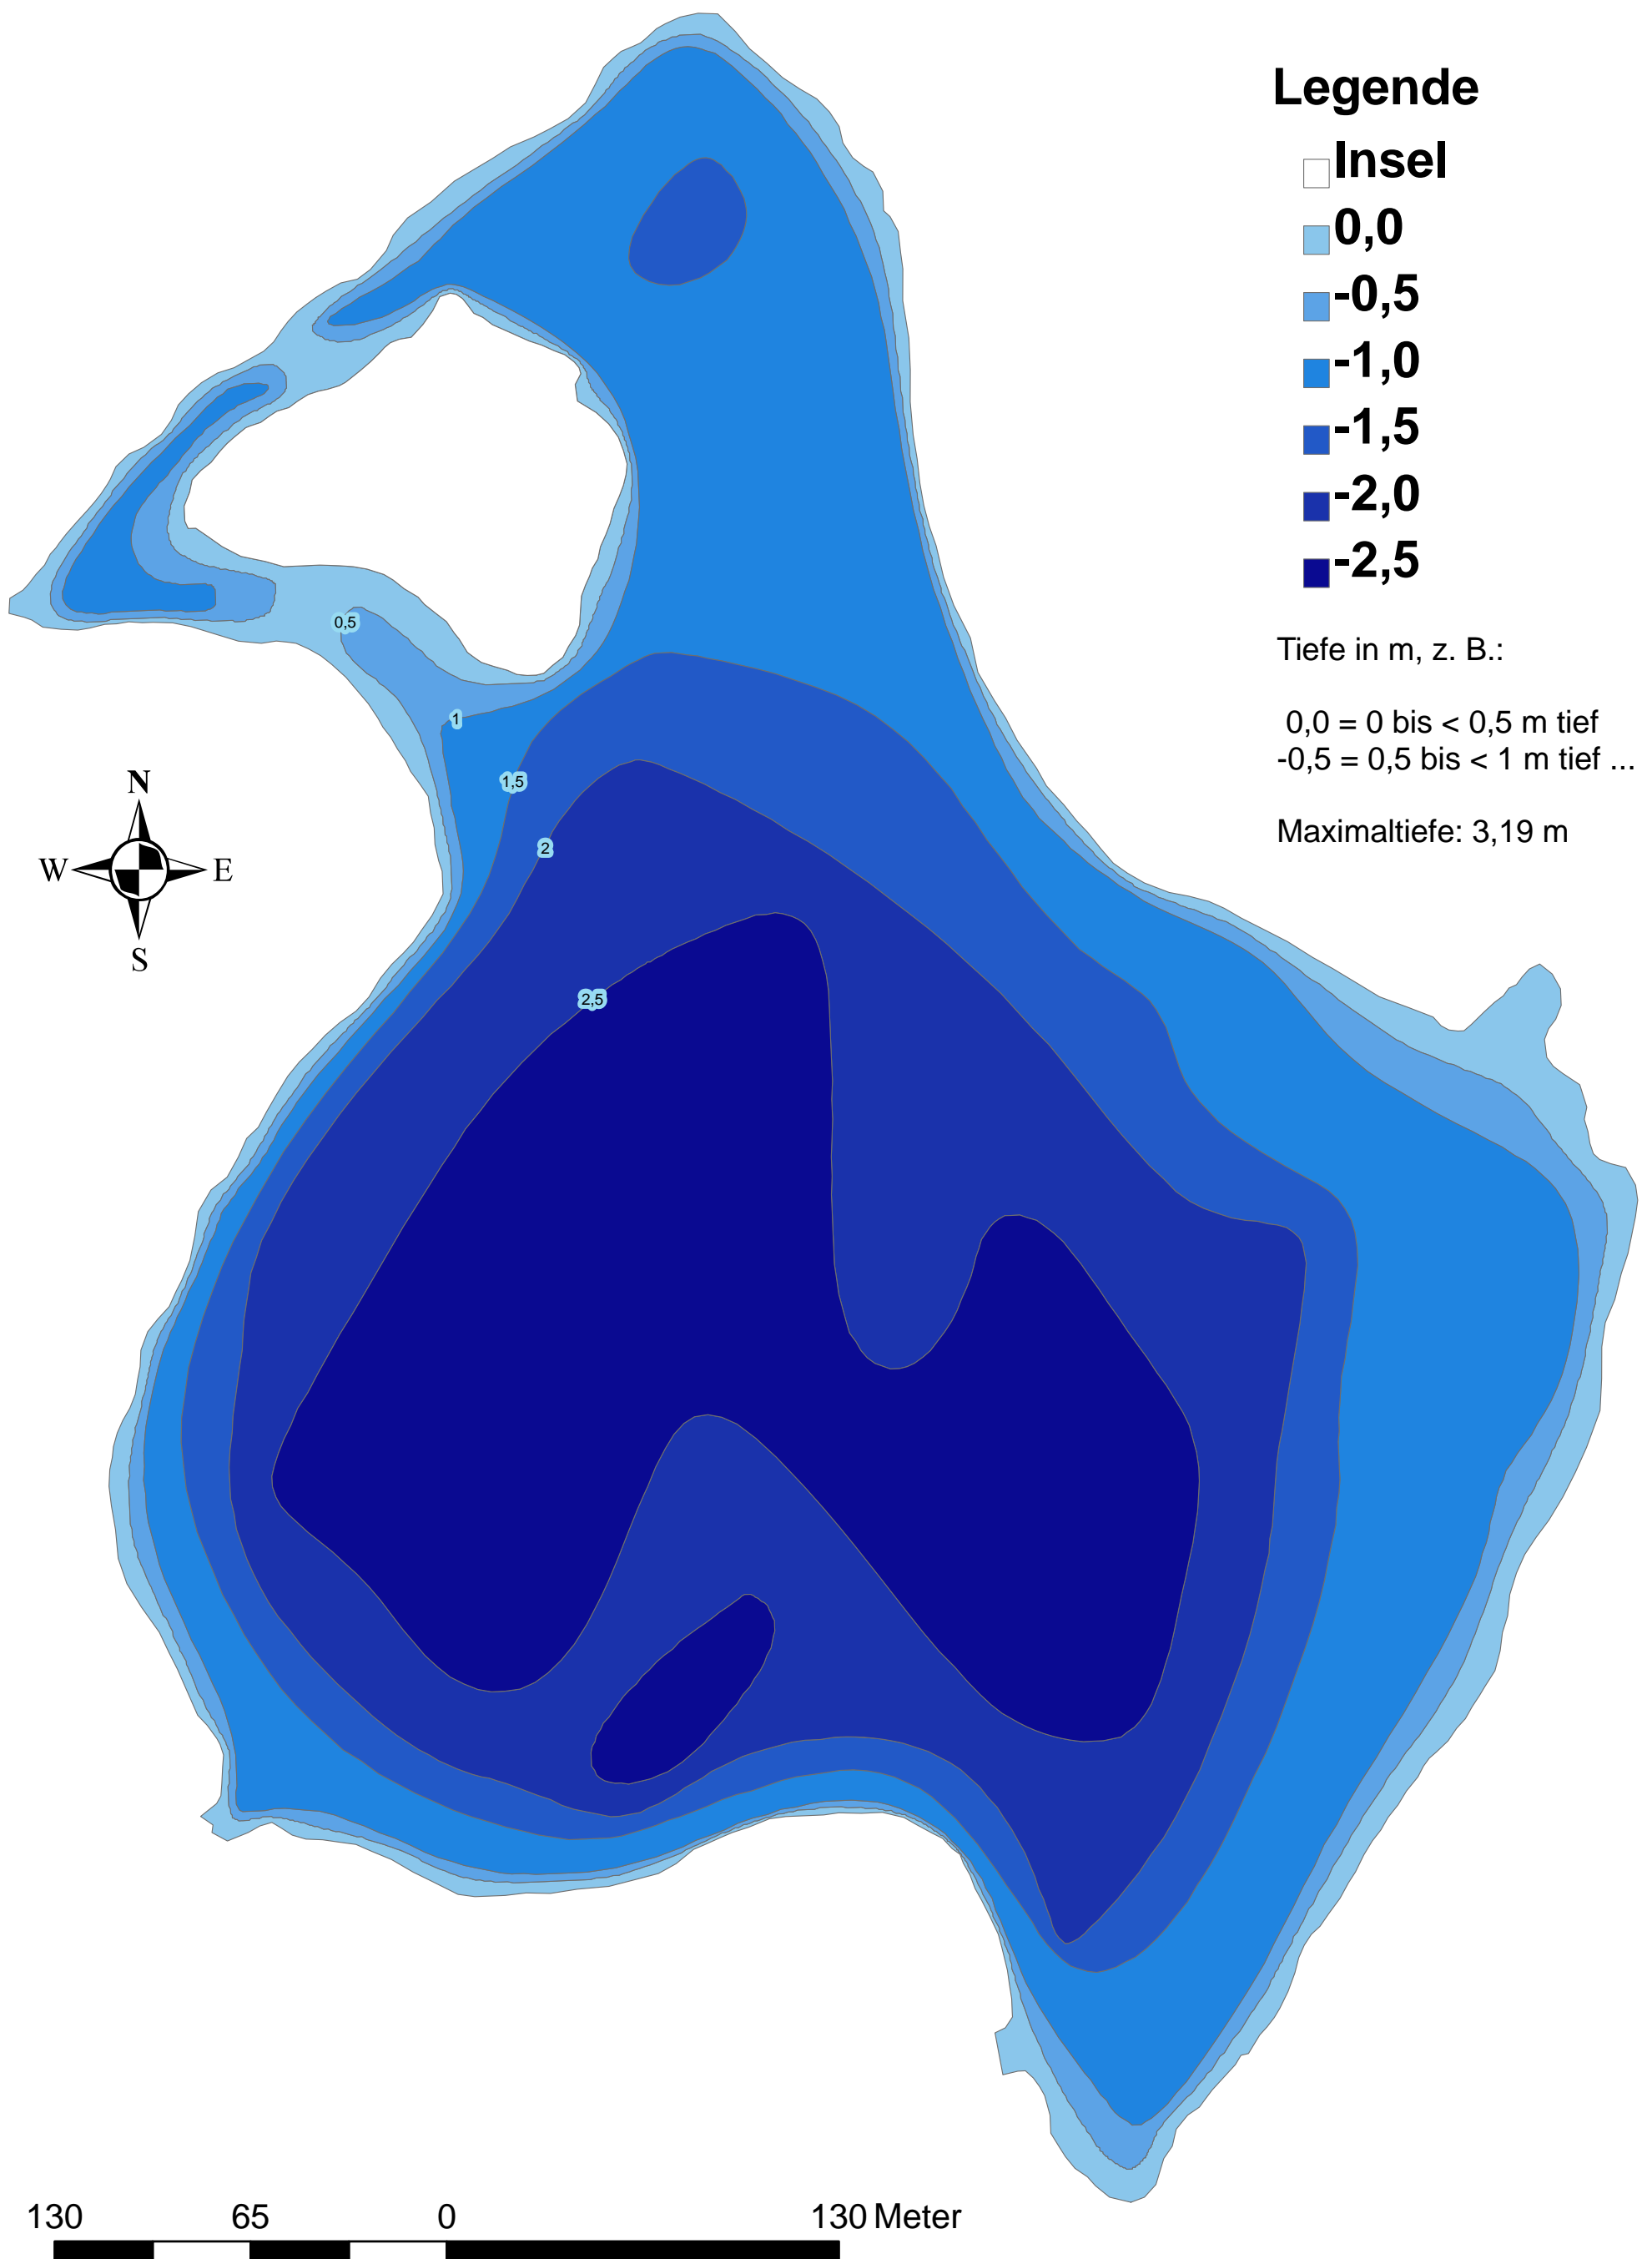 Legende
Insel
0,0
-0,5
-1,0
-1,5
-2,0
-2,5
Tiefe in m, z. B.:
0,0 = 0 bis < 0,5 m tief
-0,5 = 0,5 bis < 1 m tief ...
Maximaltiefe: 3,19 m
0,5
1
1,5
2
2,5
N
W E
S
130 65 0 130 Meter